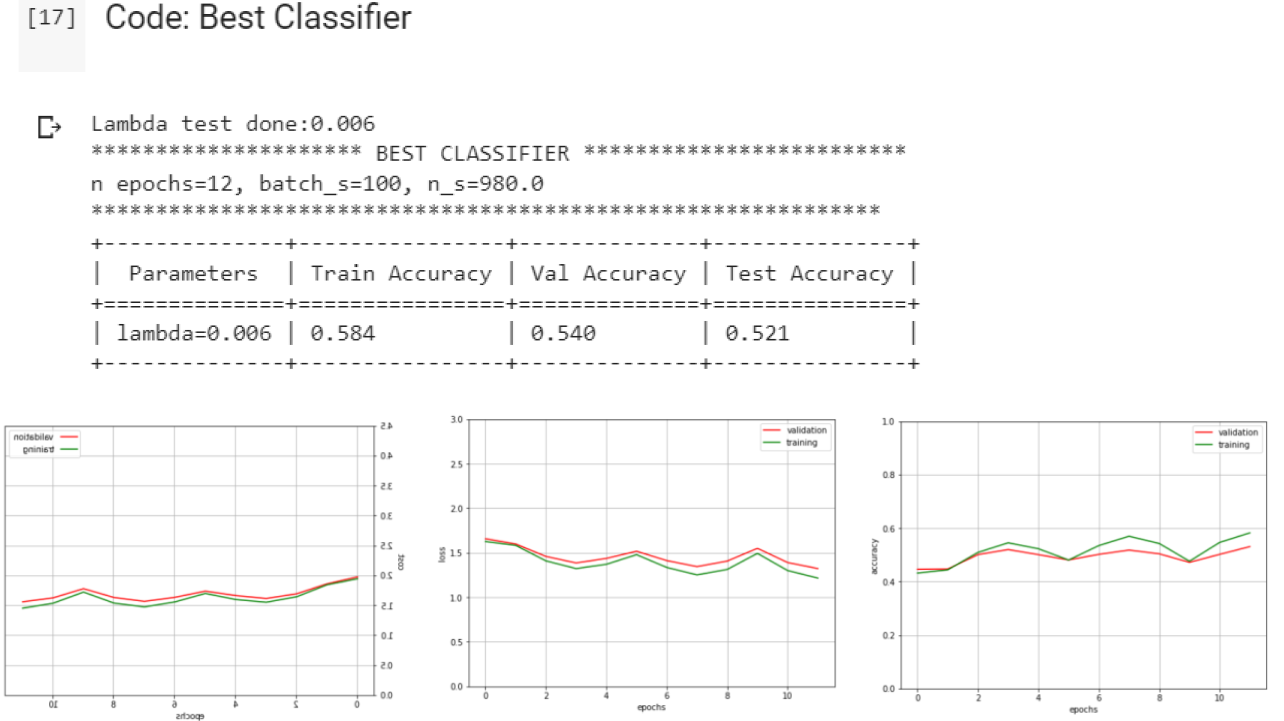 [17] Code: Best Classifier
Lambda test done:0.006
********************* BEST CLASSIFIER *************************
n epochs=12, batch_s=100, n_s=980.0
*************************************************************
+--------------+----------------+--------------+---------------+
| Parameters | Train Accuracy | Val Accuracy | Test Accuracy |
+==============+================+==============+===============+
| lambda=0.006 | 0.584 | 0.540 | 0.521 |
+--------------+----------------+--------------+---------------+
validation
training
4.5
4.0
3.5
3.0
2.5
2.0
1.5
1.0
0.5
0.0
cost
10 8 6 4 2 0
epochs
validation
training
3.0
2.5
2.0
1.5
1.0
0.5
0.0
loss
0 2 4 6 8 10
epochs
validation
training
1.0
0.8
0.6
0.4
0.2
0.0
accuracy
0 2 4 6 8 10
epochs